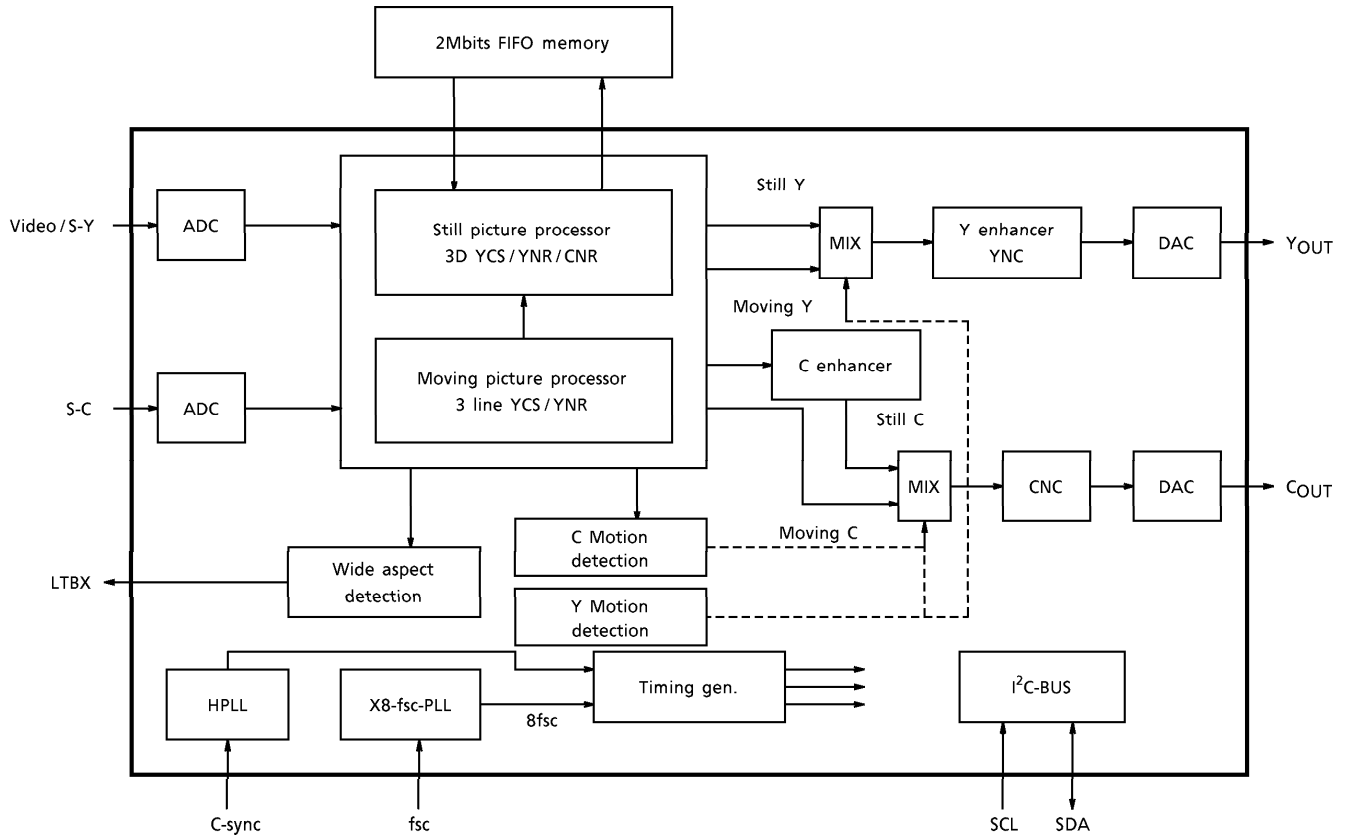 2Mbits FIFO memory
Video/S-Y
ADC
Still picture processor
3D YCS/YNR/CNR
Still Y
MIX
Y enhancer
YNC
DAC
YOUT
Moving Y
Moving picture processor
3 line YCS/YNR
C enhancer
S-C
ADC
Still C
MIX
CNC
DAC
COUT
Moving C
C Motion
detection
Wide aspect
detection
LTBX
Y Motion
detection
HPLL
X8-fsc-PLL
8fsc
Timing gen.
I²C-BUS
C-sync
fsc
SCL
SDA